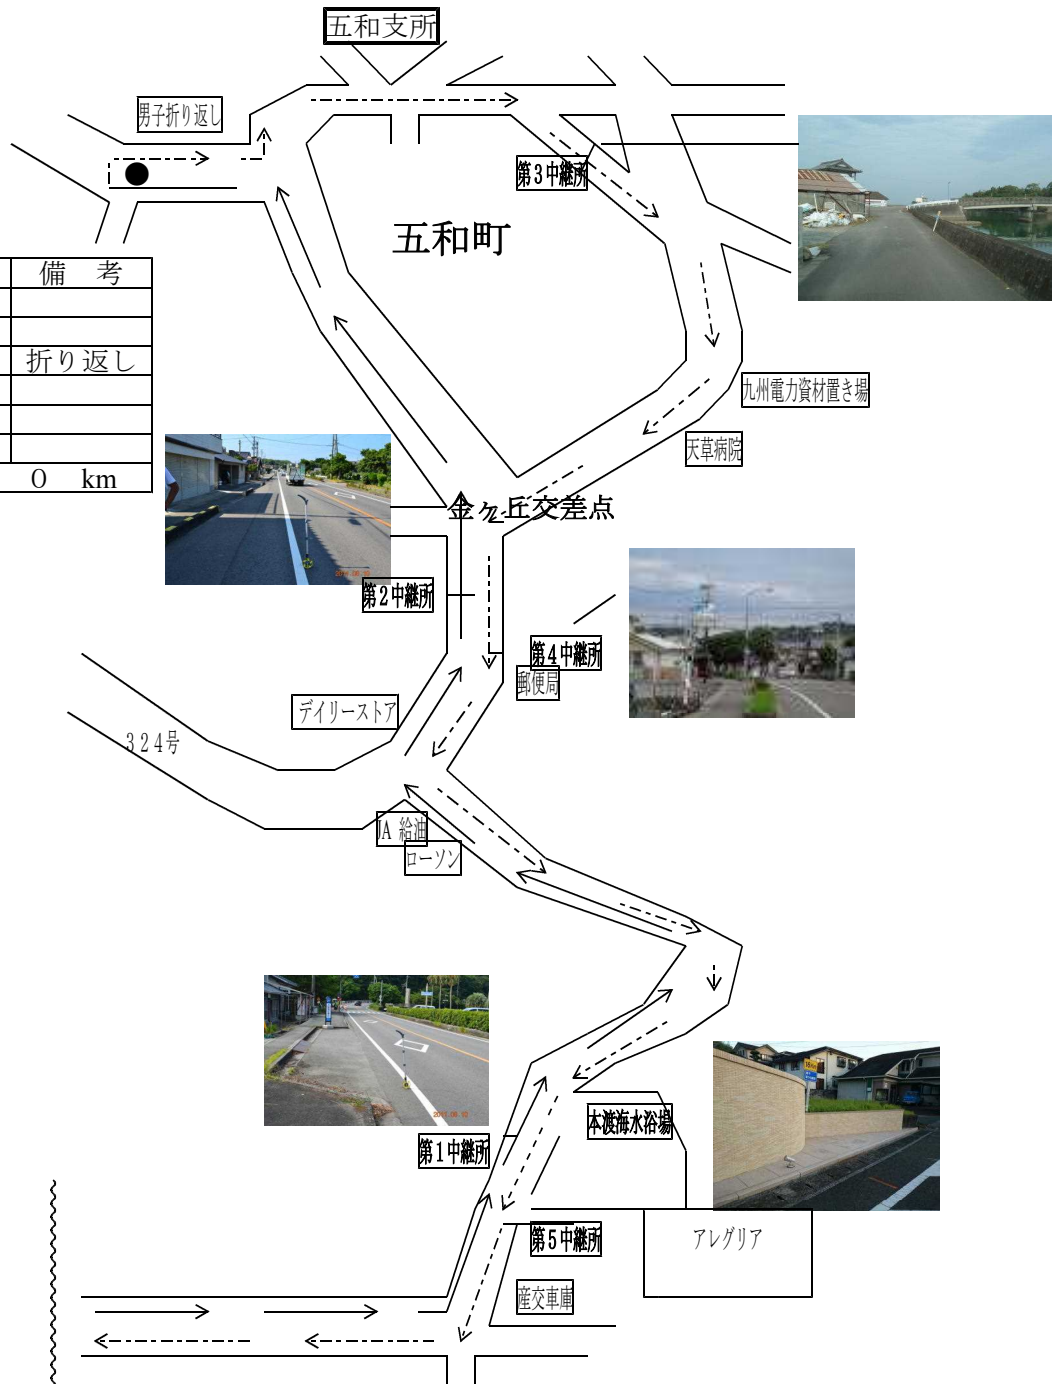 五和支所
男子折り返し
第3中継所
五和町
備　考
折り返し
0　km
九州電力資材置き場
天草病院
金ヶ丘交差点
第2中継所
第4中継所
郵便局
デイリーストア
324号
JA 給油
ローソン
本渡海水浴場
第1中継所
第5中継所
アレグリア
産交車庫